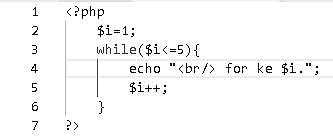 1 <?php
2 $i=1;
3 while($i<=5){
4 echo "<br/> for ke $i.";
5 $i++;
6 }
7 ?>